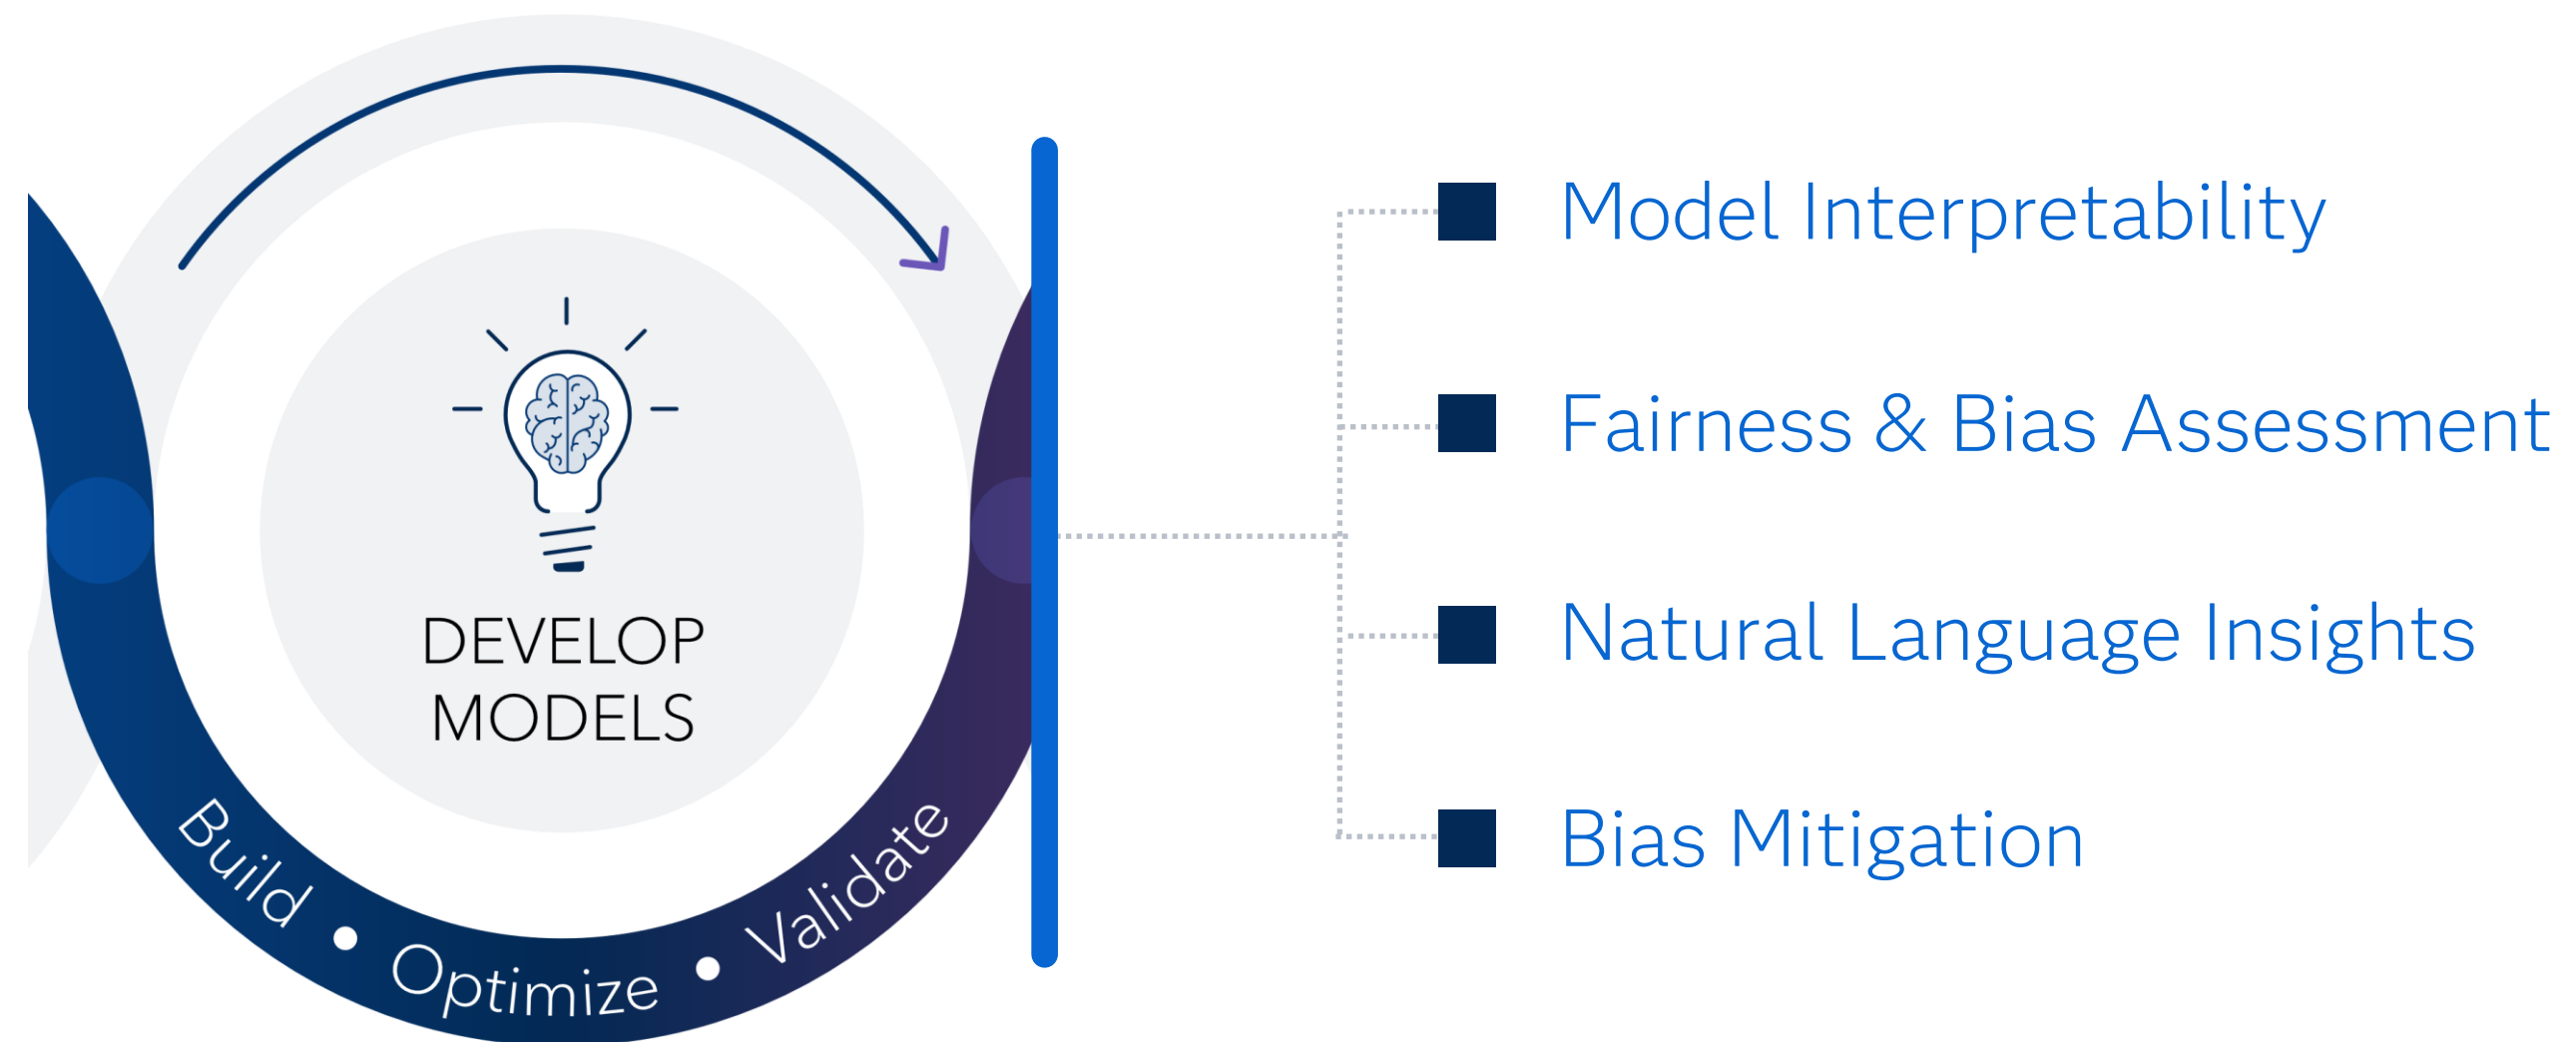 DEVELOP
MODELS
Build • Optimize • Validate
Model Interpretability
Fairness & Bias Assessment
Natural Language Insights
Bias Mitigation